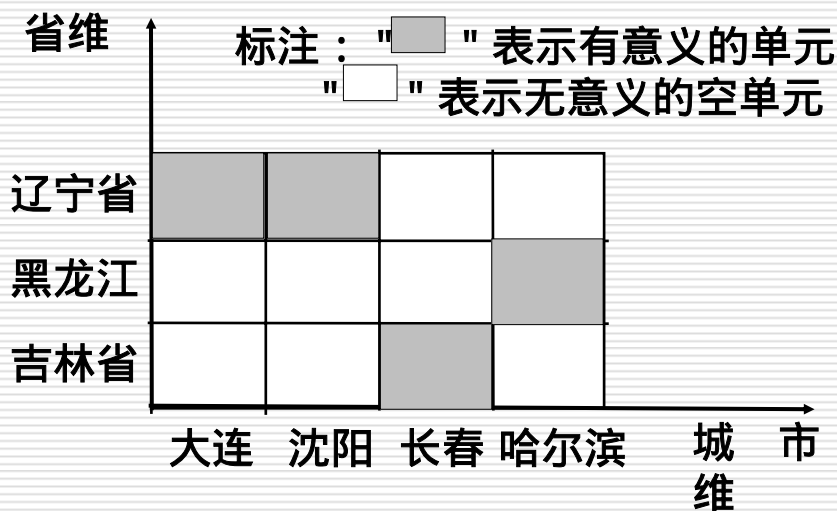 省维
标注："　"表示有意义的单元
"　"表示无意义的空单元
辽宁省
黑龙江
吉林省
大连 沈阳 长春 哈尔滨
城 市
维